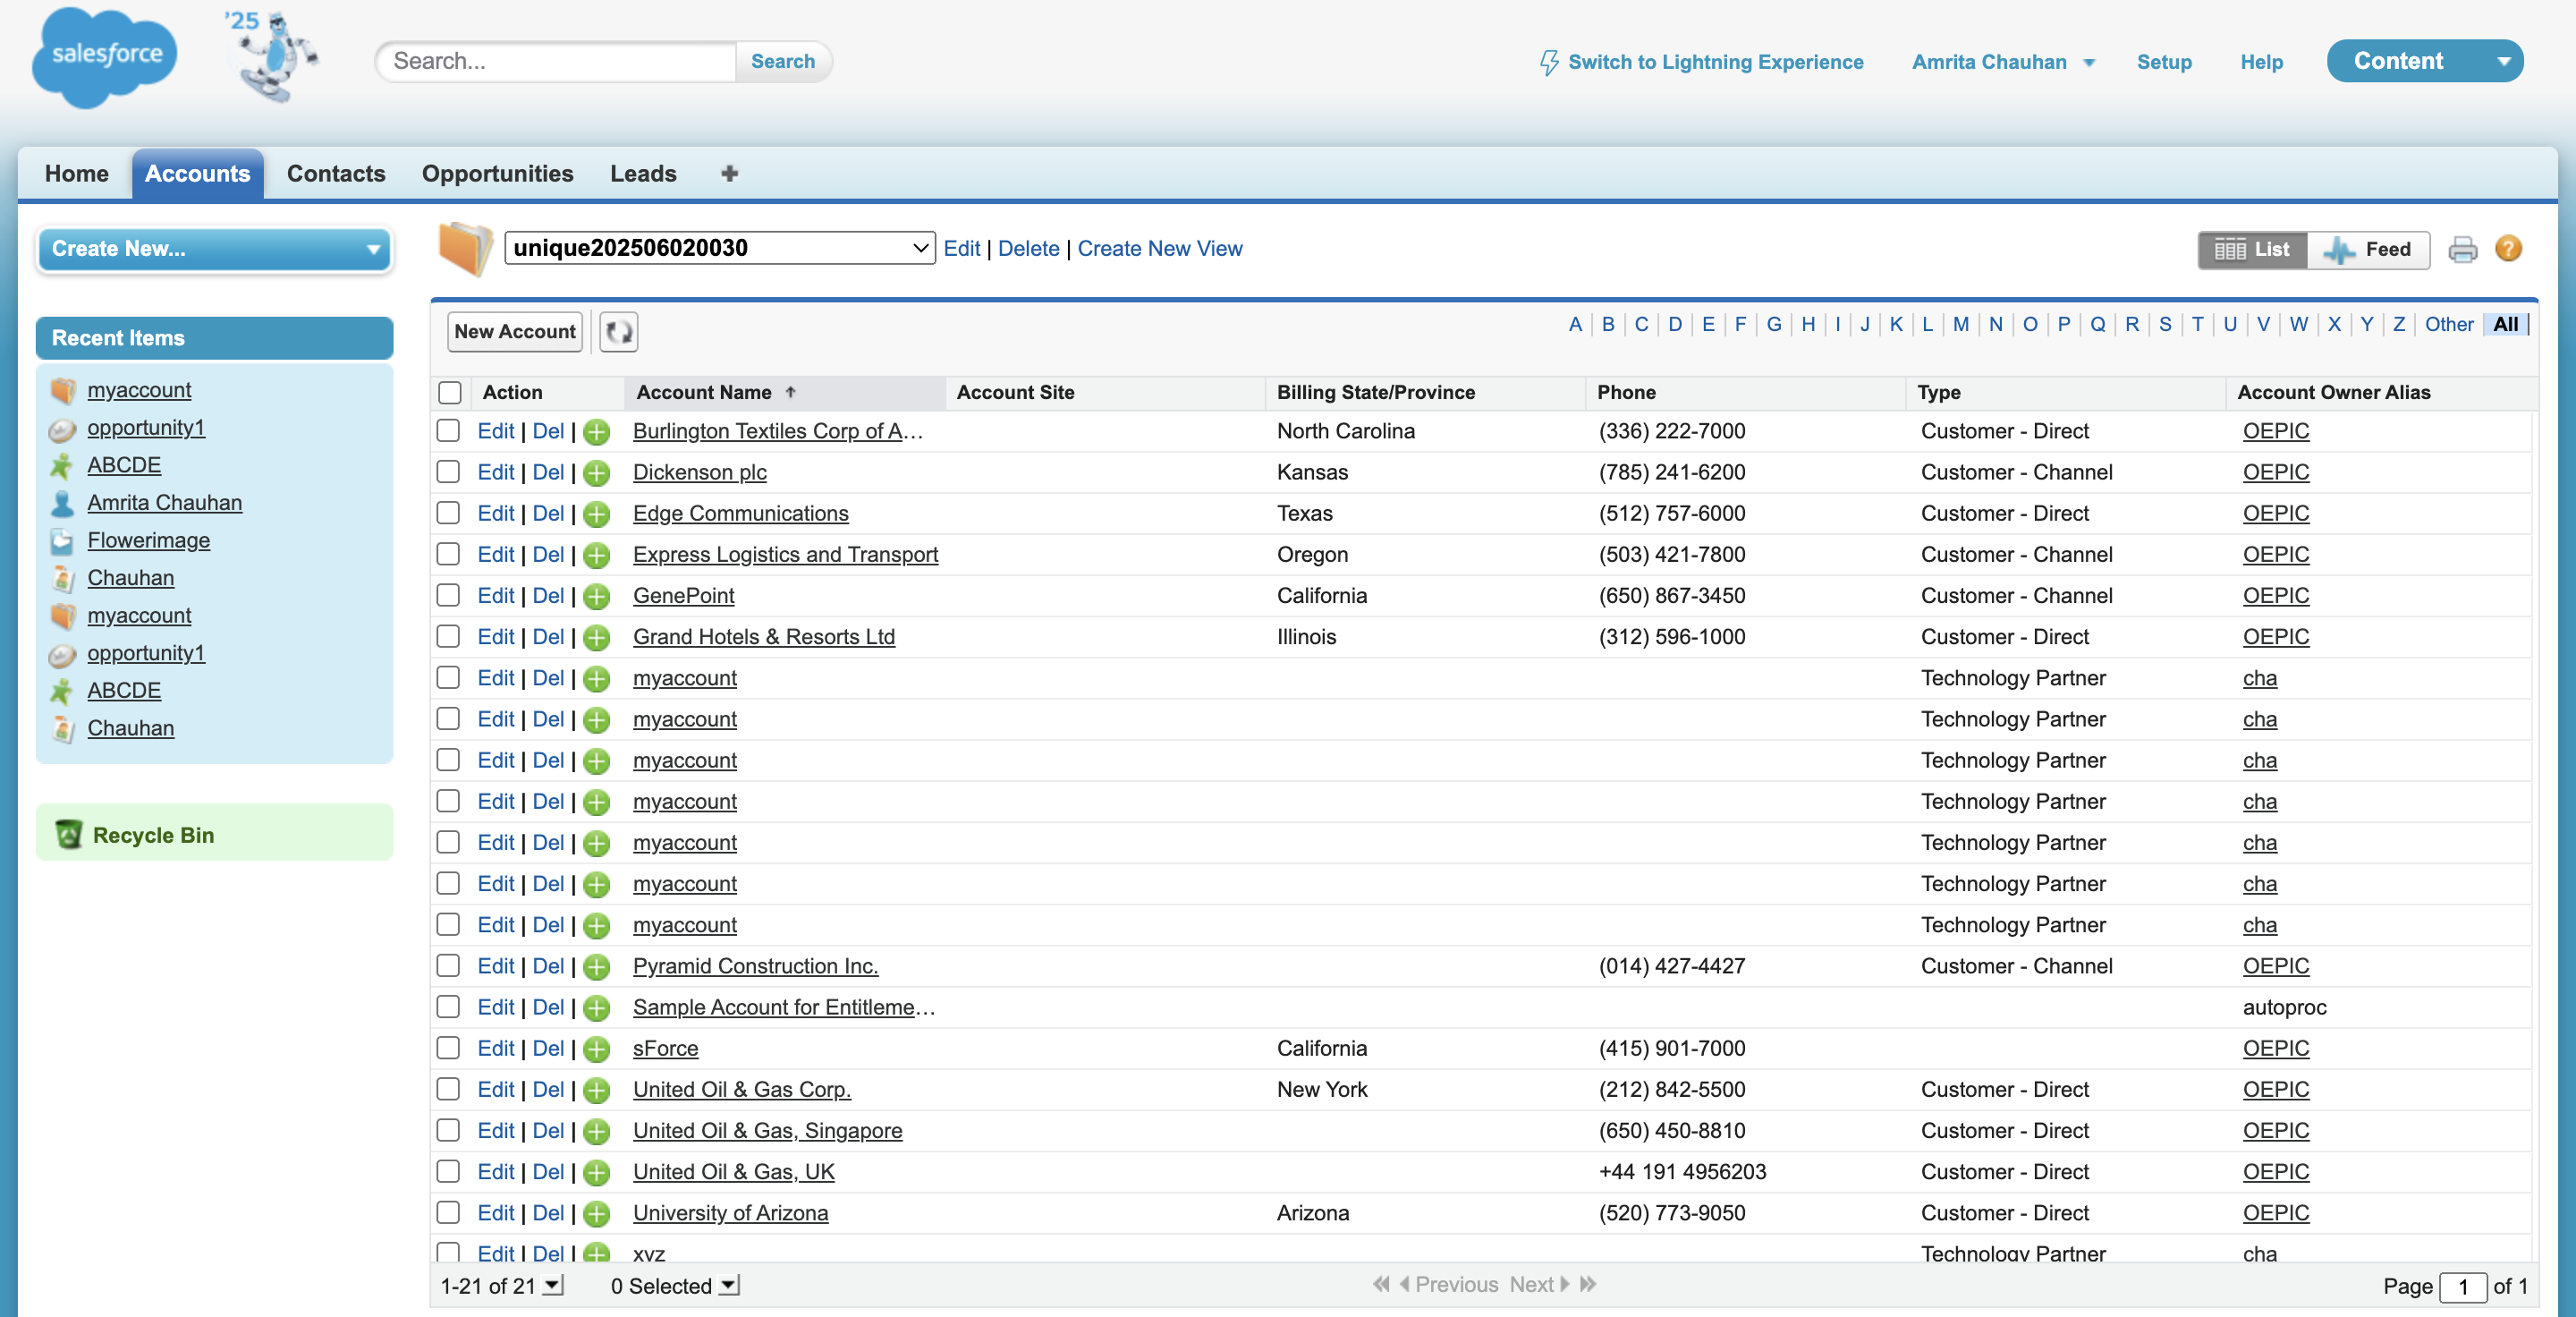 salesforce
'25
Search...
Search
Switch to Lightning Experience
Amrita Chauhan
Setup
Help
Content
Home
Accounts
Contacts
Opportunities
Leads
Create New...
Recent Items
myaccount
opportunity1
ABCDE
Amrita Chauhan
Flowerimage
Chauhan
myaccount
opportunity1
ABCDE
Chauhan
Recycle Bin
unique202506020030
Edit | Delete | Create New View
List
Feed
New Account
A | B | C | D | E | F | G | H | I | J | K | L | M | N | O | P | Q | R | S | T | U | V | W | X | Y | Z | Other | All
Action Account Name Account Site Billing State/Province Phone Type Account Owner Alias
Edit | Del | Burlington Textiles Corp of A... North Carolina (336) 222-7000 Customer - Direct OEPIC
Edit | Del | Dickenson plc Kansas (785) 241-6200 Customer - Channel OEPIC
Edit | Del | Edge Communications Texas (512) 757-6000 Customer - Direct OEPIC
Edit | Del | Express Logistics and Transport Oregon (503) 421-7800 Customer - Channel OEPIC
Edit | Del | GenePoint California (650) 867-3450 Customer - Channel OEPIC
Edit | Del | Grand Hotels & Resorts Ltd Illinois (312) 596-1000 Customer - Direct OEPIC
Edit | Del | myaccount Technology Partner cha
Edit | Del | myaccount Technology Partner cha
Edit | Del | myaccount Technology Partner cha
Edit | Del | myaccount Technology Partner cha
Edit | Del | myaccount Technology Partner cha
Edit | Del | myaccount Technology Partner cha
Edit | Del | myaccount Technology Partner cha
Edit | Del | Pyramid Construction Inc. (014) 427-4427 Customer - Channel OEPIC
Edit | Del | Sample Account for Entitleme... autoproc
Edit | Del | sForce California (415) 901-7000 OEPIC
Edit | Del | United Oil & Gas Corp. New York (212) 842-5500 Customer - Direct OEPIC
Edit | Del | United Oil & Gas, Singapore (650) 450-8810 Customer - Direct OEPIC
Edit | Del | United Oil & Gas, UK +44 191 4956203 Customer - Direct OEPIC
Edit | Del | University of Arizona Arizona (520) 773-9050 Customer - Direct OEPIC
Edit | Del | xyz Technology Partner cha
1-21 of 21
0 Selected
Previous Next
Page 1 of 1